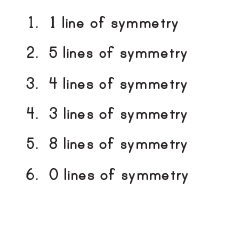 1. 1 line of symmetry
2. 5 lines of symmetry
3. 4 lines of symmetry
4. 3 lines of symmetry
5. 8 lines of symmetry
6. 0 lines of symmetry